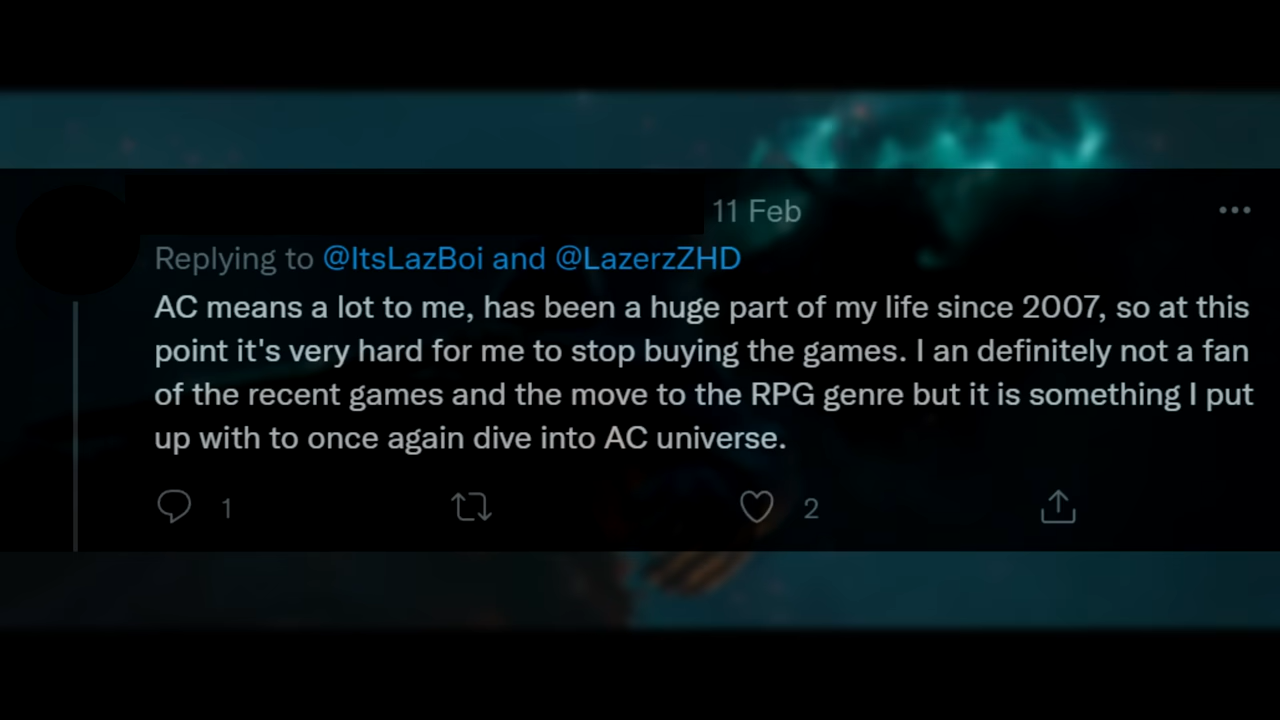 11 Feb
Replying to @ItsLazBoi and @LazerzZHD
AC means a lot to me, has been a huge part of my life since 2007, so at this
point it's very hard for me to stop buying the games. I an definitely not a fan
of the recent games and the move to the RPG genre but it is something I put
up with to once again dive into AC universe.
1 2